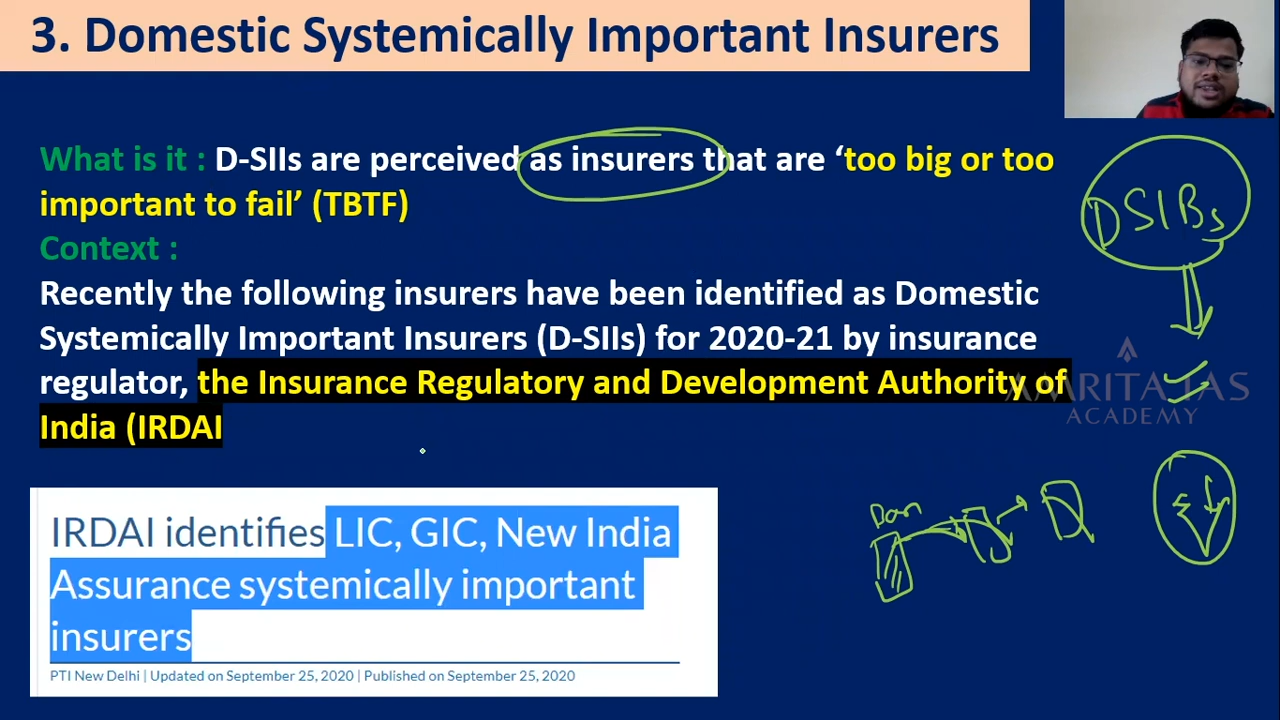 3. Domestic Systemically Important Insurers
What is it : D-SIIs are perceived as insurers that are ‘too big or too
important to fail’ (TBTF)
Context :
Recently the following insurers have been identified as Domestic
Systemically Important Insurers (D-SIIs) for 2020-21 by insurance
regulator, the Insurance Regulatory and Development Authority of
India (IRDAI
DSIBs
AMRITA IAS
ACADEMY
IRDAI identifies LIC, GIC, New India
Assurance systemically important
insurers
PTI New Delhi | Updated on September 25, 2020 | Published on September 25, 2020